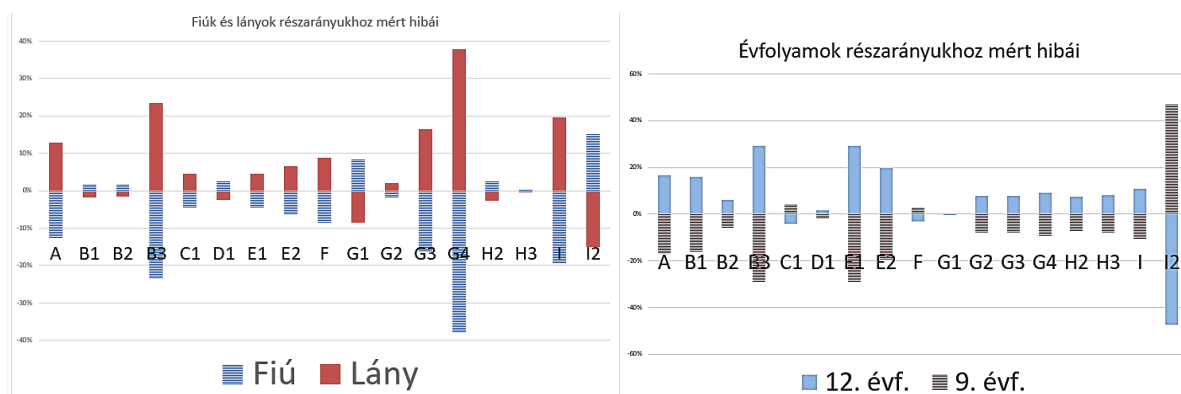 Fiúk és lányok részarányukhoz mért hibái
40%
30%
20%
10%
0%
-10%
-20%
-30%
-40%
A B1 B2 B3 C1 D1 E1 E2 F G1 G2 G3 G4 H2 H3 I I2
Fiú Lány
Évfolyamok részarányukhoz mért hibái
60%
40%
20%
0%
-20%
-40%
-60%
A B1 B2 B3 C1 D1 E1 E2 F G1 G2 G3 G4 H2 H3 I I2
12. évf. 9. évf.